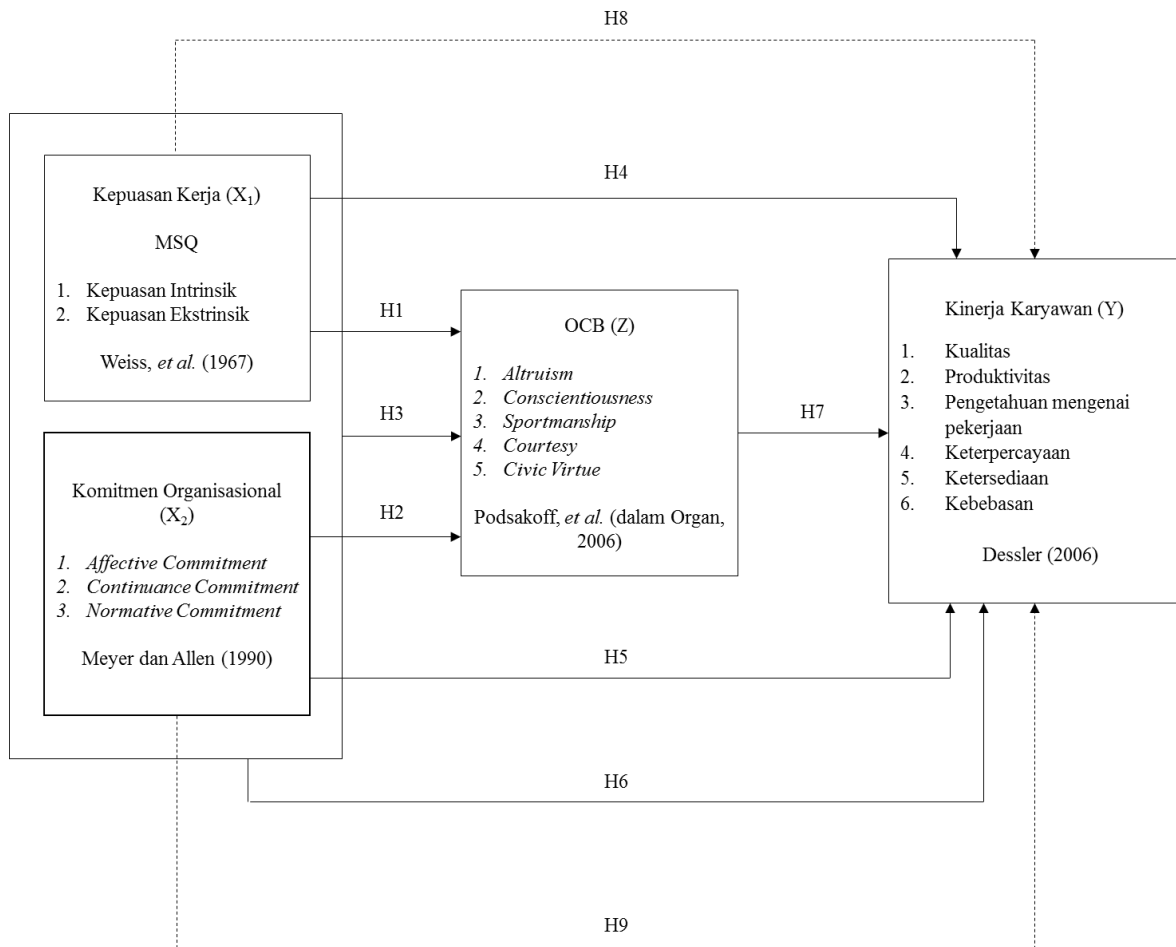 H8
Kepuasan Kerja (X₁)
MSQ
1. Kepuasan Intrinsik
2. Kepuasan Ekstrinsik
Weiss, et al. (1967)
H4
H1
H3
H2
Komitmen Organisasional
(X₂)
1. Affective Commitment
2. Continuance Commitment
3. Normative Commitment
Meyer dan Allen (1990)
OCB (Z)
1. Altruism
2. Conscientiousness
3. Sportmanship
4. Courtesy
5. Civic Virtue
Podsakoff, et al. (dalam Organ,
2006)
H7
Kinerja Karyawan (Y)
1. Kualitas
2. Produktivitas
3. Pengetahuan mengenai
pekerjaan
4. Keterpercayaan
5. Ketersediaan
6. Kebebasan
Dessler (2006)
H5
H6
H9